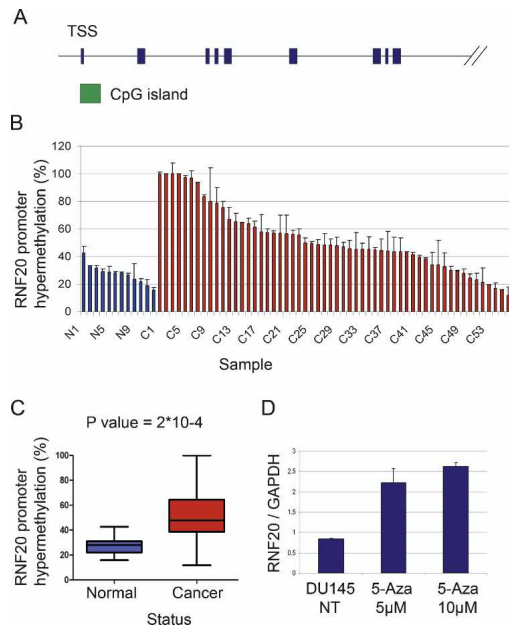 A
TSS
CpG island
B
RNF20 promoter
hypermethylation (%)
120
100
80
60
40
20
0
N1
N5
N9
C1
C5
C9
C13
C17
C21
C25
C29
C33
C37
C41
C45
C49
C53
Sample
C
P value = 2*10-4
RNF20 promoter
hypermethylation (%)
100
80
60
40
20
0
Normal
Cancer
Status
D
RNF20 / GAPDH
3
2.5
2
1.5
1
0.5
0
DU145
NT
5-Aza
5µM
5-Aza
10µM